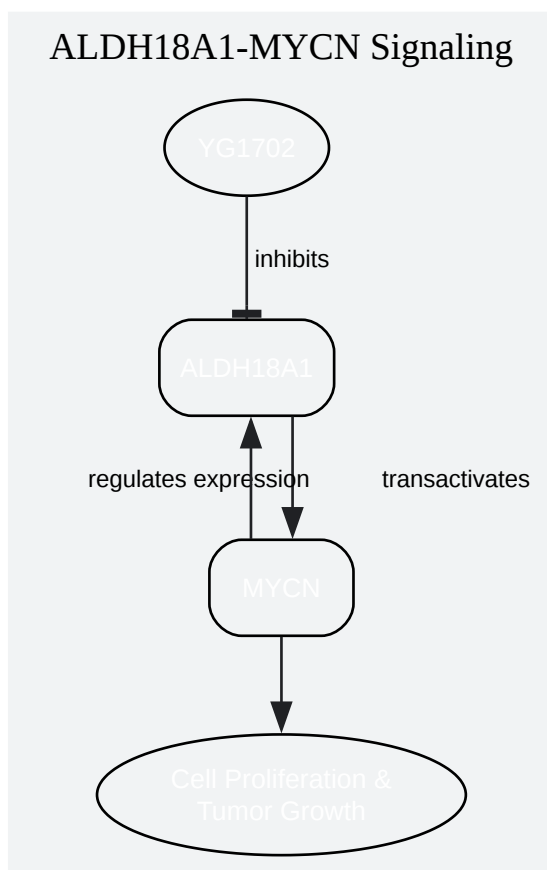 ALDH18A1-MYCN Signaling
YG1702
inhibits
ALDH18A1
regulates expression
transactivates
MYCN
Cell Proliferation &
Tumor Growth